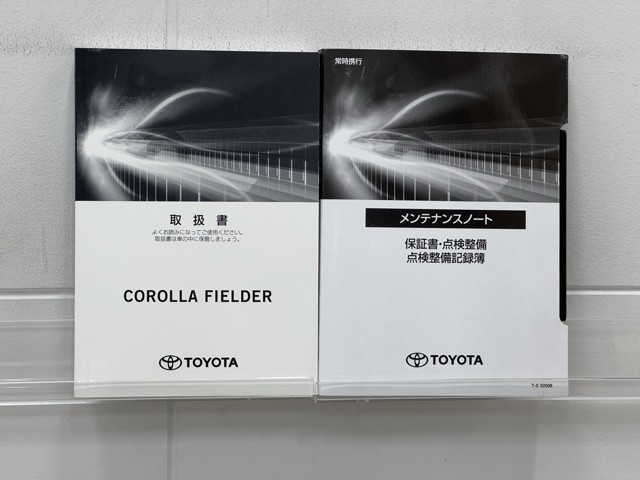 取扱書
よくお読みになってご使用ください。
取扱書は車の中に保管しましょう。
COROLLA FIELDER
TOYOTA
常時携行
メンテナンスノート
保証書・点検整備
点検整備記録簿
TOYOTA